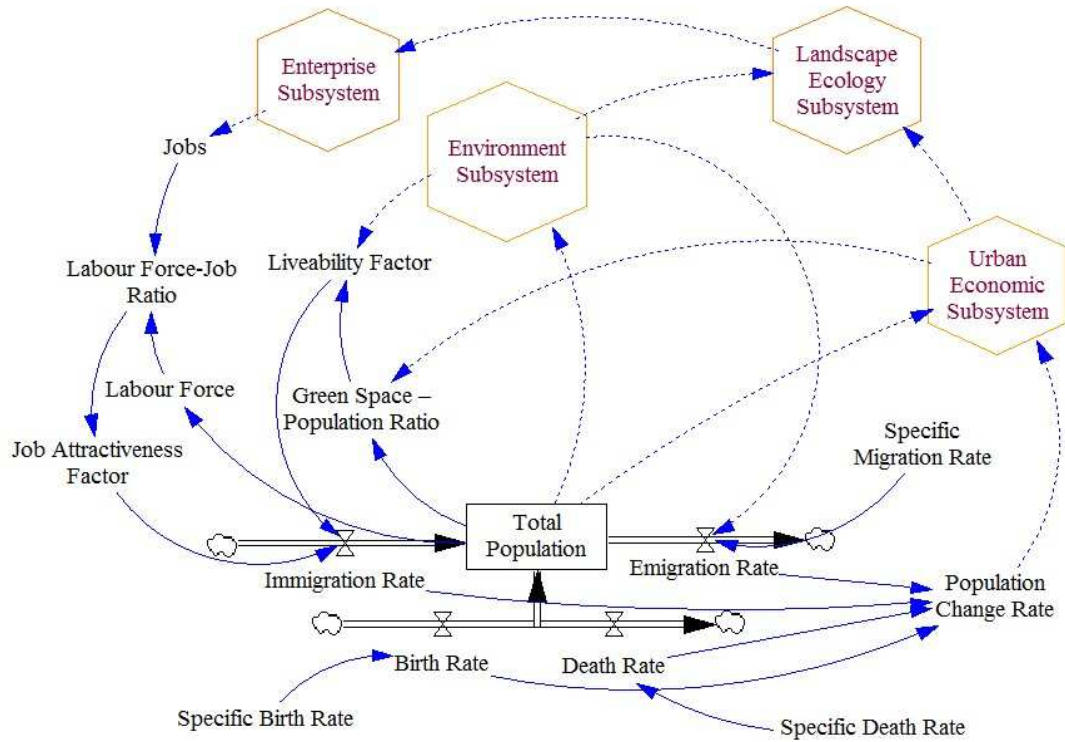 Enterprise
Subsystem
Landscape
Ecology
Subsystem
Environment
Subsystem
Jobs
Urban
Economic
Subsystem
Labour Force-Job
Ratio
Liveability Factor
Labour Force
Green Space –
Population Ratio
Job Attractiveness
Factor
Specific
Migration Rate
Total
Population
Immigration Rate
Emigration Rate
Population
Change Rate
Birth Rate
Death Rate
Specific Birth Rate
Specific Death Rate